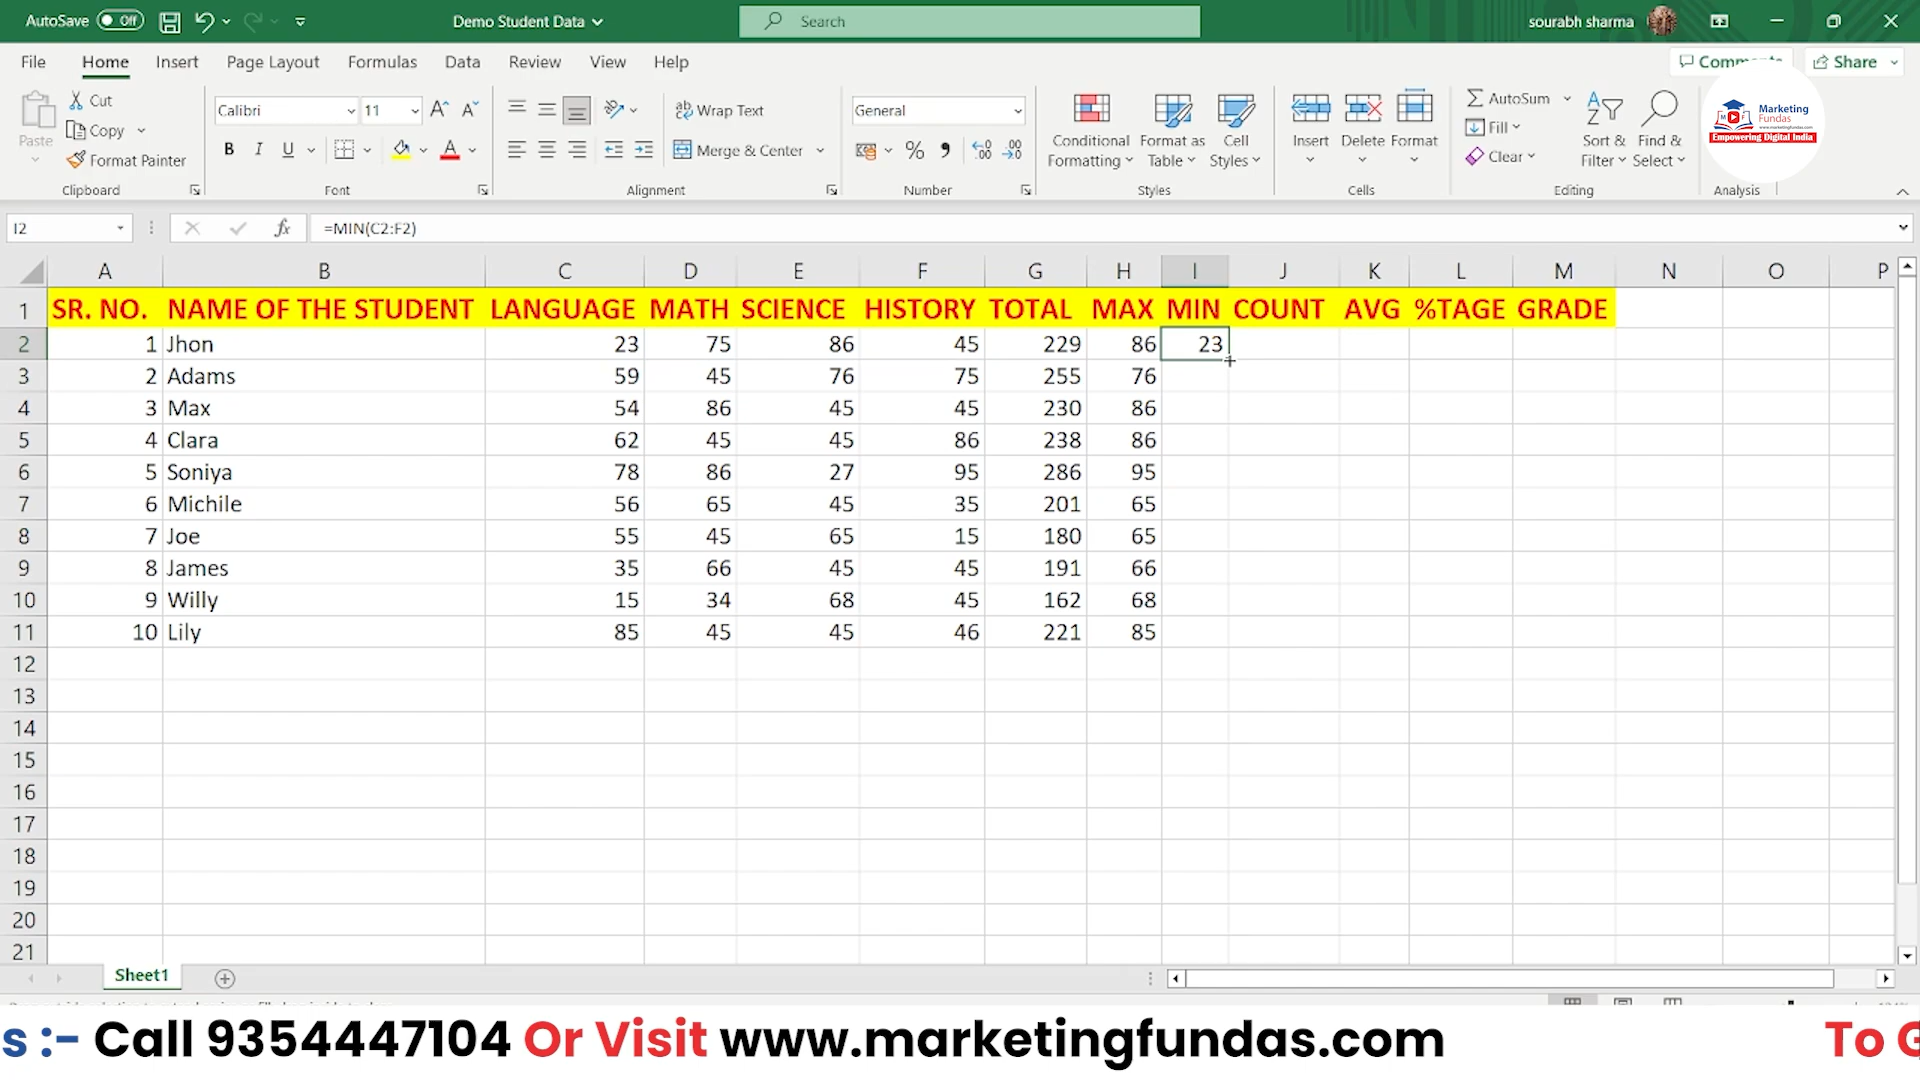 AutoSave Off Demo Student Data Search sourabh sharma
File Home Insert Page Layout Formulas Data Review View Help Comments Share
Paste Cut Copy Format Painter Clipboard
Calibri 11 B I U Font
Wrap Text Merge & Center Alignment
General % Number
Conditional Formatting Format as Table Cell Styles Styles
Insert Delete Format Cells
AutoSum Fill Clear Sort & Filter Find & Select Editing
Analysis
Marketing
Fundas
www.marketingfundas.com
Empowering Digital India
I2 fx =MIN(C2:F2)
A B C D E F G H I J K L M N O P
1 SR. NO. NAME OF THE STUDENT LANGUAGE MATH SCIENCE HISTORY TOTAL MAX MIN COUNT AVG %TAGE GRADE
2 1 Jhon 23 75 86 45 229 86 23
3 2 Adams 59 45 76 75 255 76
4 3 Max 54 86 45 45 230 86
5 4 Clara 62 45 45 86 238 86
6 5 Soniya 78 86 27 95 286 95
7 6 Michile 56 65 45 35 201 65
8 7 Joe 55 45 65 15 180 65
9 8 James 35 66 45 45 191 66
10 9 Willy 15 34 68 45 162 68
11 10 Lily 85 45 45 46 221 85
12
13
14
15
16
17
18
19
20
21
Sheet1
s :- Call 9354447104 Or Visit www.marketingfundas.com To G